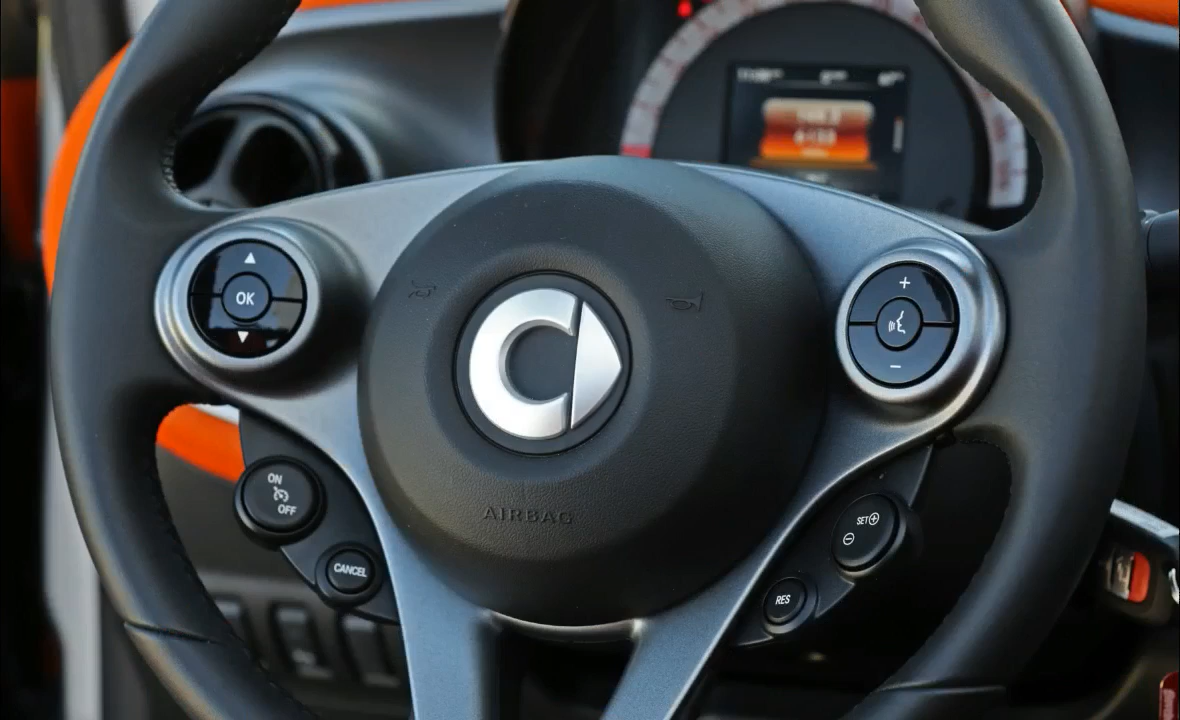 OK
+
−
ON
OFF
CANCEL
AIRBAG
SET+
−
RES